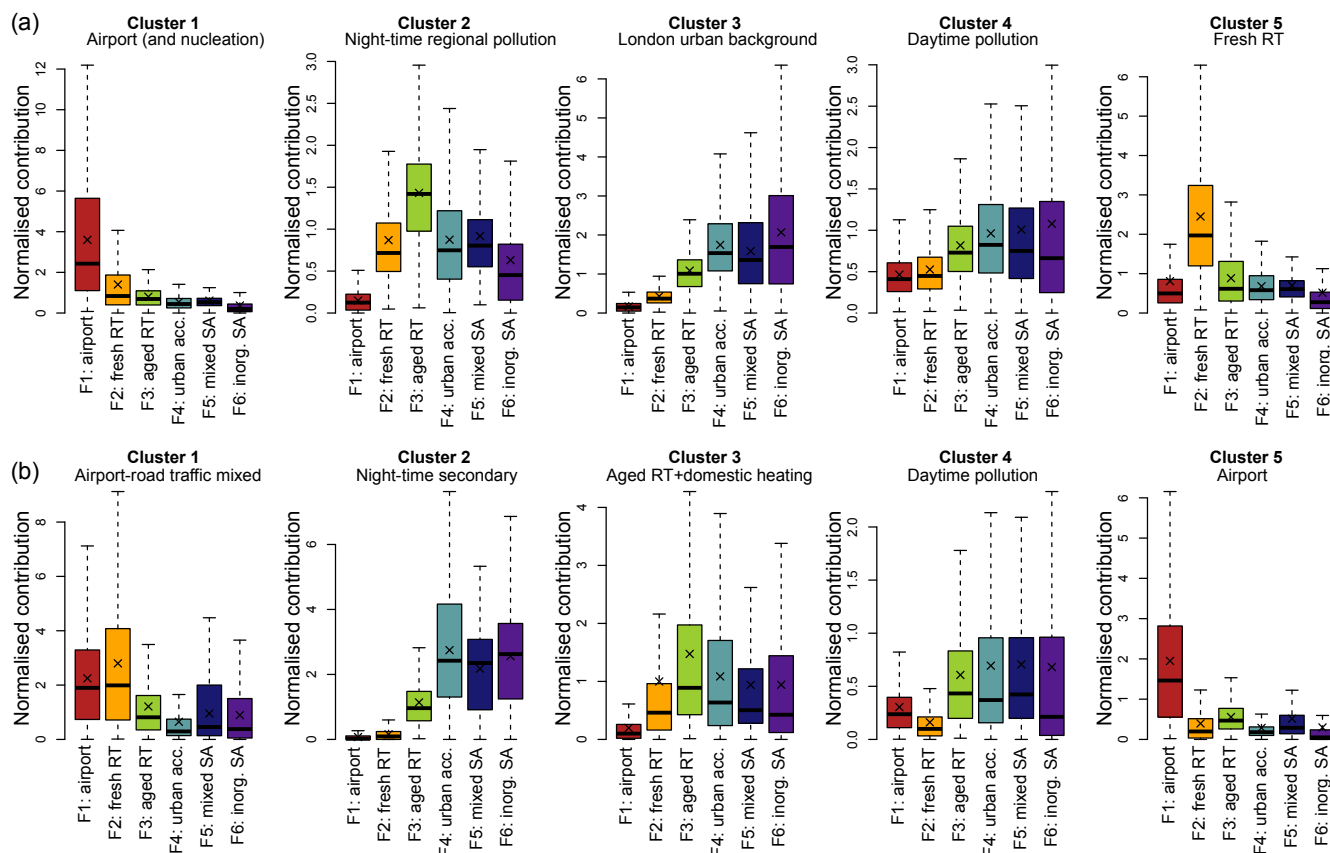 (a)
Cluster 1
Airport (and nucleation)
Normalised contribution
0 2 4 6 8 10 12
F1: airport
F2: fresh RT
F3: aged RT
F4: urban acc.
F5: mixed SA
F6: inorg. SA
Cluster 2
Night-time regional pollution
Normalised contribution
0.0 0.5 1.0 1.5 2.0 2.5 3.0
F1: airport
F2: fresh RT
F3: aged RT
F4: urban acc.
F5: mixed SA
F6: inorg. SA
Cluster 3
London urban background
Normalised contribution
0 1 2 3 4 5 6
F1: airport
F2: fresh RT
F3: aged RT
F4: urban acc.
F5: mixed SA
F6: inorg. SA
Cluster 4
Daytime pollution
Normalised contribution
0.0 0.5 1.0 1.5 2.0 2.5 3.0
F1: airport
F2: fresh RT
F3: aged RT
F4: urban acc.
F5: mixed SA
F6: inorg. SA
Cluster 5
Fresh RT
Normalised contribution
0 1 2 3 4 5 6
F1: airport
F2: fresh RT
F3: aged RT
F4: urban acc.
F5: mixed SA
F6: inorg. SA
(b)
Cluster 1
Airport-road traffic mixed
Normalised contribution
0 2 4 6 8
F1: airport
F2: fresh RT
F3: aged RT
F4: urban acc.
F5: mixed SA
F6: inorg. SA
Cluster 2
Night-time secondary
Normalised contribution
0 2 4 6
F1: airport
F2: fresh RT
F3: aged RT
F4: urban acc.
F5: mixed SA
F6: inorg. SA
Cluster 3
Aged RT+domestic heating
Normalised contribution
0 1 2 3 4
F1: airport
F2: fresh RT
F3: aged RT
F4: urban acc.
F5: mixed SA
F6: inorg. SA
Cluster 4
Daytime pollution
Normalised contribution
0.0 0.5 1.0 1.5 2.0
F1: airport
F2: fresh RT
F3: aged RT
F4: urban acc.
F5: mixed SA
F6: inorg. SA
Cluster 5
Airport
Normalised contribution
0 1 2 3 4 5 6
F1: airport
F2: fresh RT
F3: aged RT
F4: urban acc.
F5: mixed SA
F6: inorg. SA